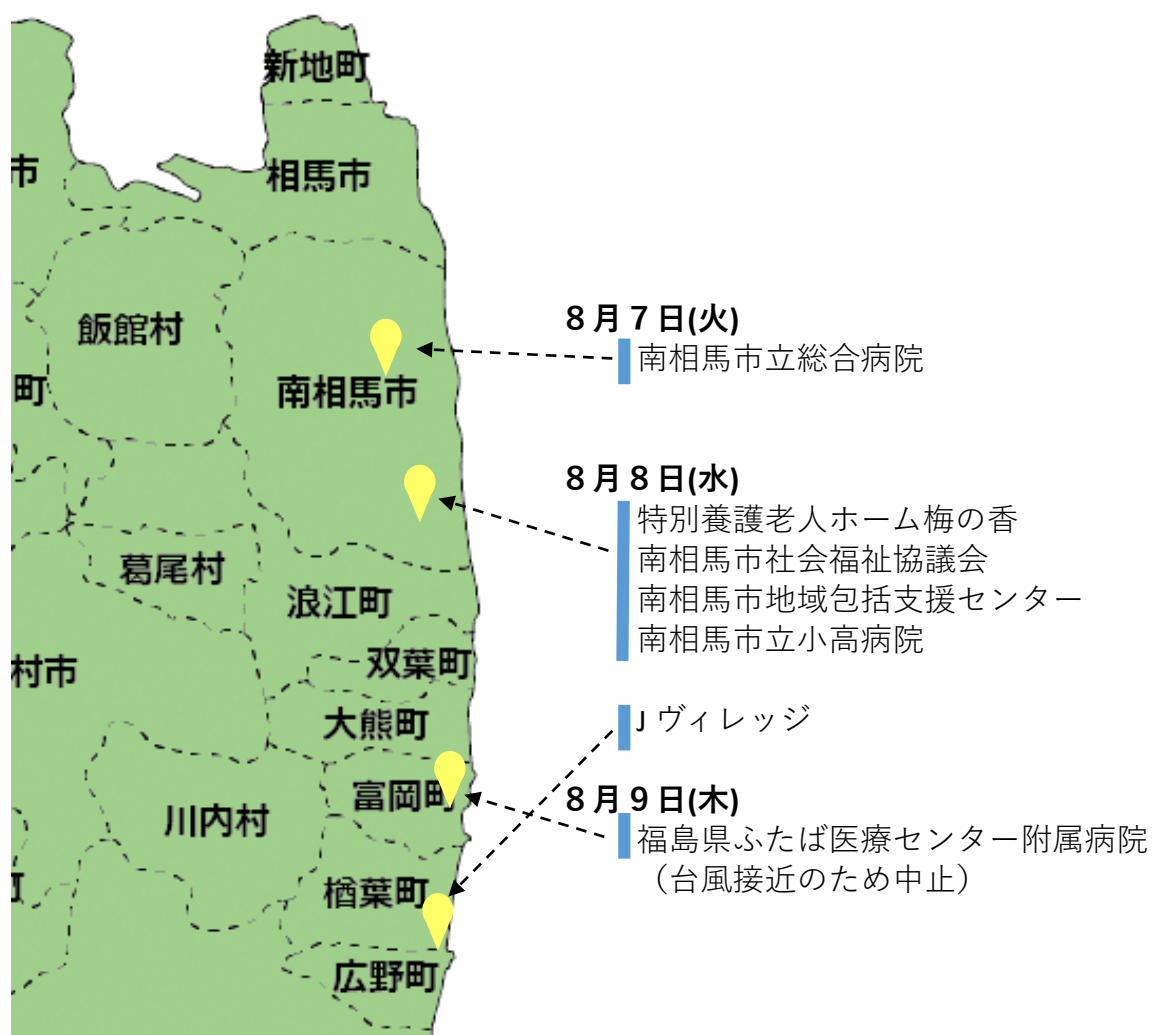 新地町
市
相馬市
８月７日(火)
飯館村
南相馬市立総合病院
町
南相馬市
８月８日(水)
特別養護老人ホーム梅の香
南相馬市社会福祉協議会
南相馬市地域包括支援センター
南相馬市立小高病院
葛尾村
浪江町
双葉町
村市
大熊町
Jヴィレッジ
富岡町
８月９日(木)
川内村
福島県ふたば医療センター附属病院
（台風接近のため中止）
楢葉町
広野町